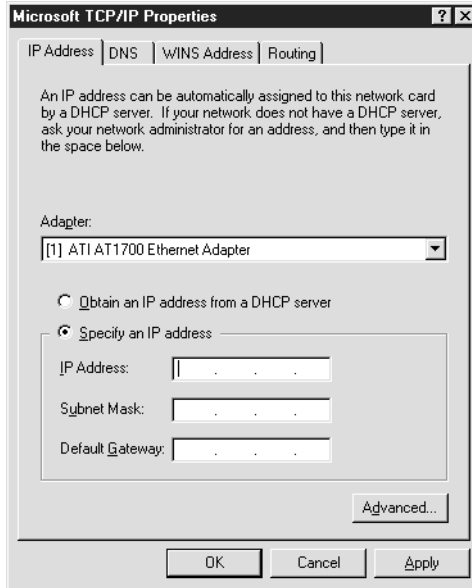 Microsoft TCP/IP Properties
IP Address
DNS
WINS Address
Routing
An IP address can be automatically assigned to this network card
by a DHCP server. If your network does not have a DHCP server,
ask your network administrator for an address, and then type it in
the space below.
Adapter:
[1] ATI AT1700 Ethernet Adapter
Obtain an IP address from a DHCP server
Specify an IP address
IP Address:
Subnet Mask:
Default Gateway:
Advanced...
OK
Cancel
Apply